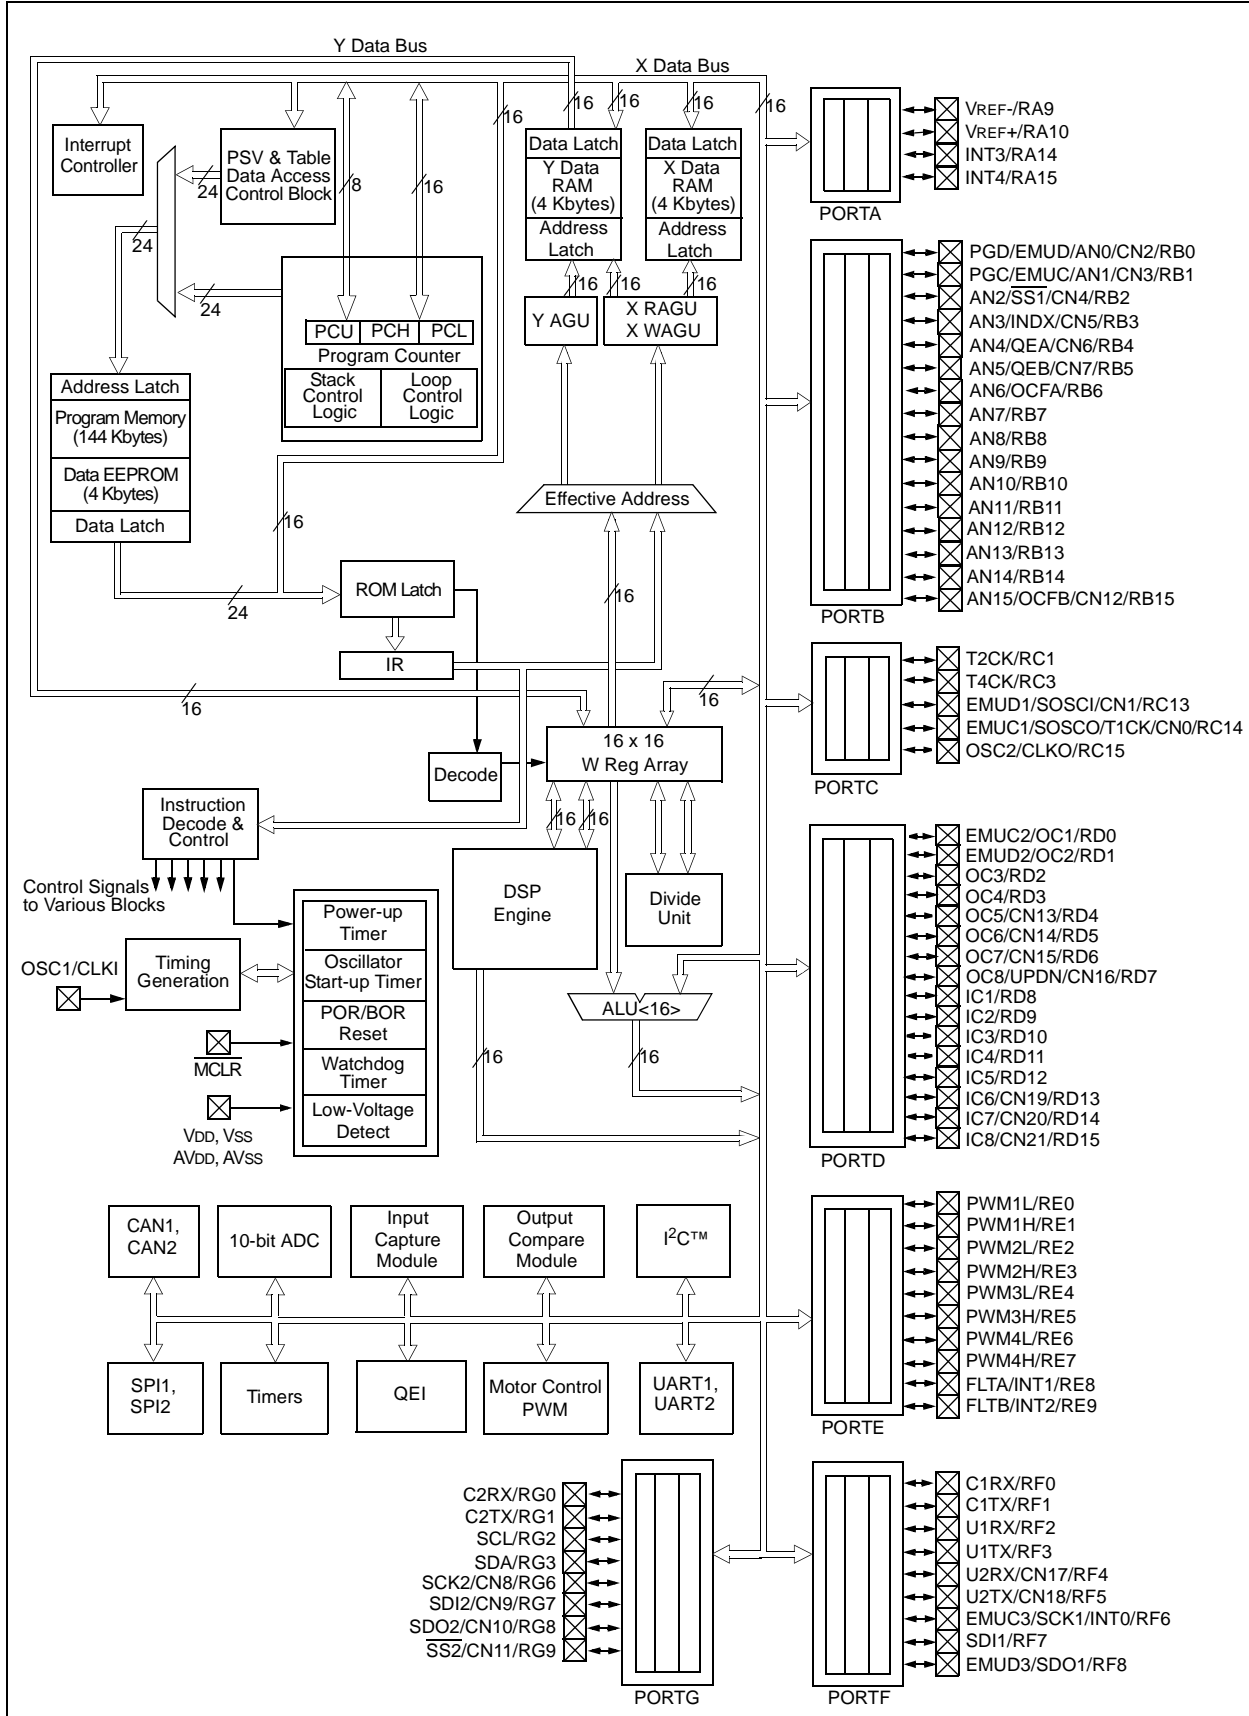 Y Data Bus
X Data Bus
16
16
16
16
16
Interrupt
Controller
PSV & Table
Data Access
Control Block
24
24
24
8
16
Data Latch
Y Data
RAM
(4 Kbytes)
Address
Latch
Data Latch
X Data
RAM
(4 Kbytes)
Address
Latch
16
16
16
Y AGU
X RAGU
X WAGU
PCU
PCH
PCL
Program Counter
Stack
Control
Logic
Loop
Control
Logic
Address Latch
Program Memory
(144 Kbytes)
Data EEPROM
(4 Kbytes)
Data Latch
Effective Address
16
24
16
ROM Latch
IR
16
16
16 x 16
W Reg Array
Decode
Instruction
Decode &
Control
Control Signals
to Various Blocks
16
16
DSP
Engine
Divide
Unit
Power-up
Timer
Oscillator
Start-up Timer
POR/BOR
Reset
Watchdog
Timer
Low-Voltage
Detect
OSC1/CLKI
Timing
Generation
MCLR
VDD, VSS
AVDD, AVSS
ALU<16>
16
16
CAN1,
CAN2
10-bit ADC
Input
Capture
Module
Output
Compare
Module
I²C™
SPI1,
SPI2
Timers
QEI
Motor Control
PWM
UART1,
UART2
VREF-/RA9
VREF+/RA10
INT3/RA14
INT4/RA15
PORTA
PGD/EMUD/AN0/CN2/RB0
PGC/EMUC/AN1/CN3/RB1
AN2/SS1/CN4/RB2
AN3/INDX/CN5/RB3
AN4/QEA/CN6/RB4
AN5/QEB/CN7/RB5
AN6/OCFA/RB6
AN7/RB7
AN8/RB8
AN9/RB9
AN10/RB10
AN11/RB11
AN12/RB12
AN13/RB13
AN14/RB14
AN15/OCFB/CN12/RB15
PORTB
T2CK/RC1
T4CK/RC3
EMUD1/SOSCI/CN1/RC13
EMUC1/SOSCO/T1CK/CN0/RC14
OSC2/CLKO/RC15
PORTC
EMUC2/OC1/RD0
EMUD2/OC2/RD1
OC3/RD2
OC4/RD3
OC5/CN13/RD4
OC6/CN14/RD5
OC7/CN15/RD6
OC8/UPDN/CN16/RD7
IC1/RD8
IC2/RD9
IC3/RD10
IC4/RD11
IC5/RD12
IC6/CN19/RD13
IC7/CN20/RD14
IC8/CN21/RD15
PORTD
PWM1L/RE0
PWM1H/RE1
PWM2L/RE2
PWM2H/RE3
PWM3L/RE4
PWM3H/RE5
PWM4L/RE6
PWM4H/RE7
FLTA/INT1/RE8
FLTB/INT2/RE9
PORTE
C2RX/RG0
C2TX/RG1
SCL/RG2
SDA/RG3
SCK2/CN8/RG6
SDI2/CN9/RG7
SDO2/CN10/RG8
SS2/CN11/RG9
PORTG
C1RX/RF0
C1TX/RF1
U1RX/RF2
U1TX/RF3
U2RX/CN17/RF4
U2TX/CN18/RF5
EMUC3/SCK1/INT0/RF6
SDI1/RF7
EMUD3/SDO1/RF8
PORTF